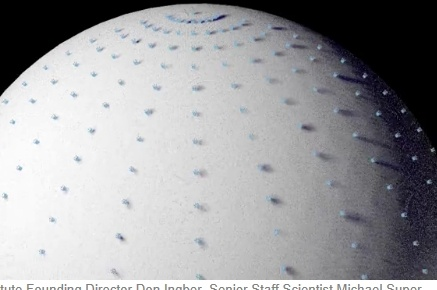 tute Founding Director Don Ingber, Senior Staff Scientist Michael Super,